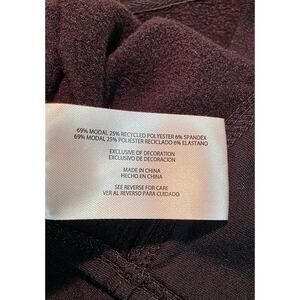 69% MODAL 25% RECYCLED POLYESTER 6% SPANDEX
69% MODAL 25% POLIÉSTER RECICLADO 6% ELASTANO
EXCLUSIVE OF DECORATION
EXCLUSIVO DE DECORACION
MADE IN CHINA
HECHO EN CHINA
SEE REVERSE FOR CARE
VER AL REVERSO PARA CUIDADO